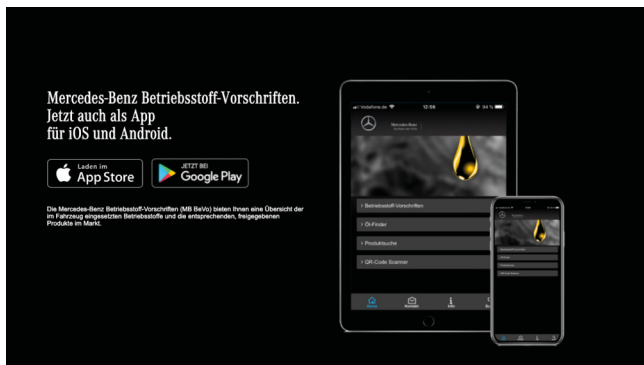 Mercedes-Benz Betriebsstoff-Vorschriften.
Jetzt auch als App
für iOS und Android.
Laden im
App Store
JETZT BEI
Google Play
Die Mercedes-Benz Betriebsstoff-Vorschriften (MB BeVo) bieten Ihnen eine Übersicht der
im Fahrzeug eingesetzten Betriebsstoffe und die entsprechenden, freigegebenen
Produkte im Markt.
Vodafone.de 12:06 94 %
Mercedes-Benz
> Betriebsstoff-Vorschriften
> Öl-Finder
> Produktsuche
> QR-Code Scanner
Home Kontakt Info